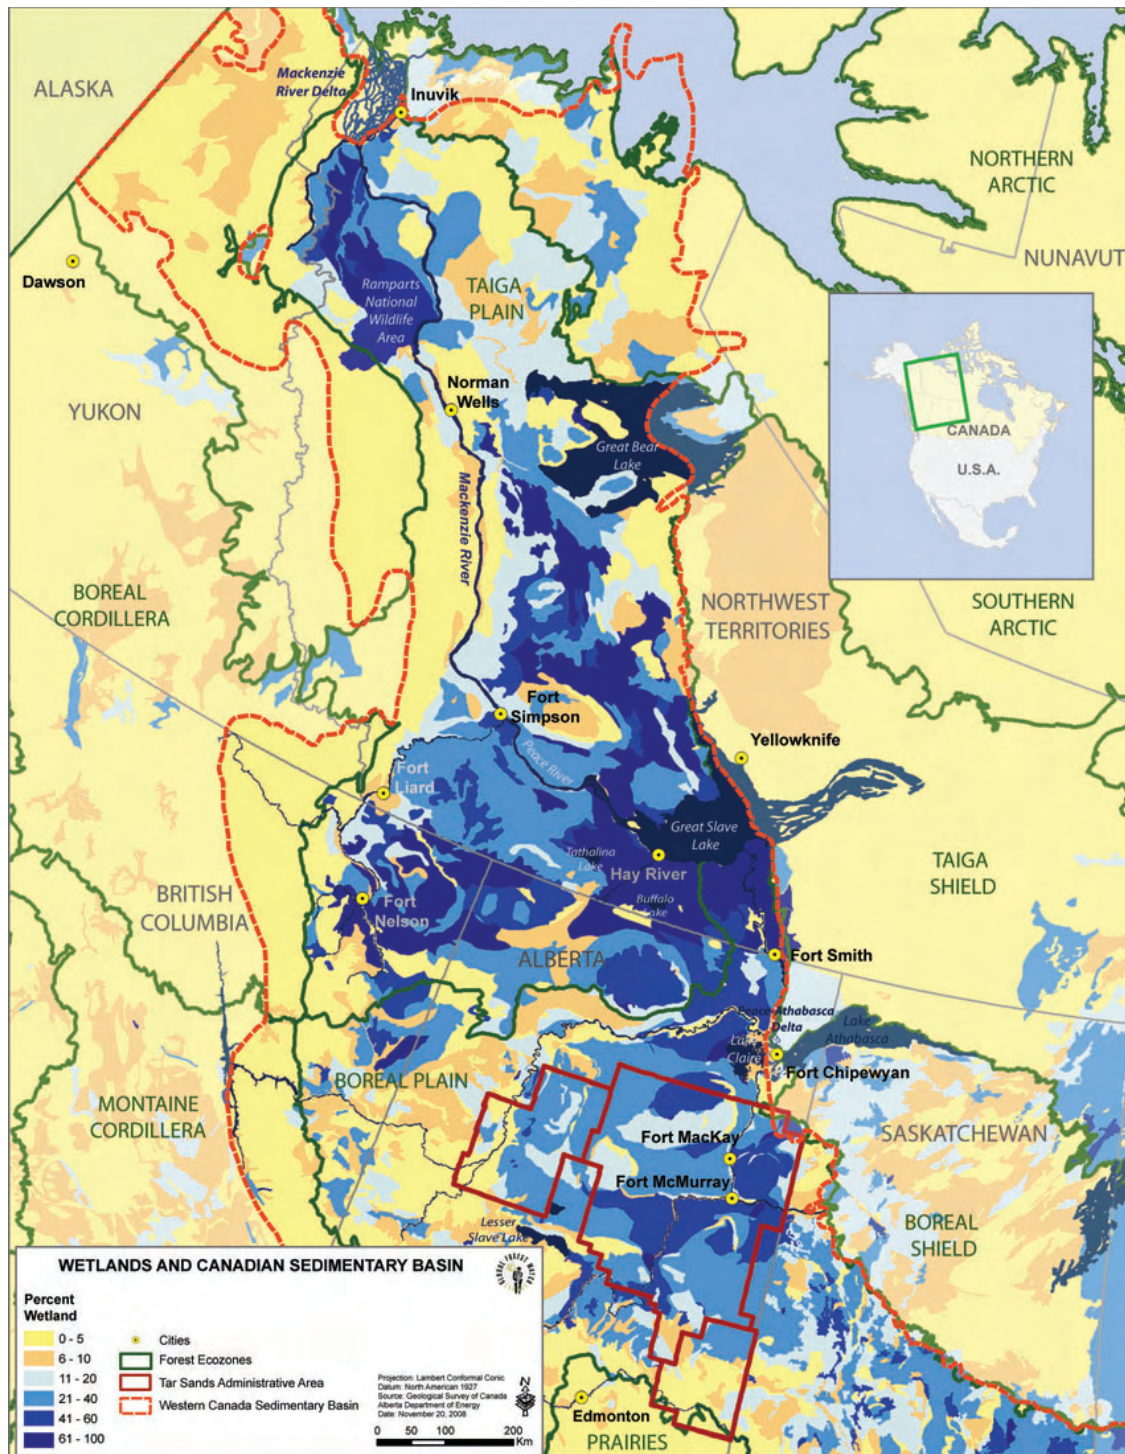 ALASKA
Mackenzie
River Delta
Inuvik
NORTHERN
ARCTIC
NUNAVUT
Dawson
Ramparts
National
Wildlife
Area
TAIGA
PLAIN
Norman
Wells
YUKON
Great Bear
Lake
CANADA
U.S.A.
Mackenzie River
BOREAL
CORDILLERA
NORTHWEST
TERRITORIES
SOUTHERN
ARCTIC
Fort
Simpson
Yellowknife
Peace River
Fort
Liard
Great Slave
Lake
Tathalina
Lake
Hay River
TAIGA
SHIELD
BRITISH
COLUMBIA
Fort
Nelson
Buffalo
Lake
ALBERTA
Fort Smith
Peace Athabasca
Delta
Lake
Athabasca
Lake
Claire
Fort Chipewyan
BOREAL PLAIN
MONTAINE
CORDILLERA
Fort MacKay
SASKATCHEWAN
Fort McMurray
Lesser
Slave Lake
BOREAL
SHIELD
WETLANDS AND CANADIAN SEDIMENTARY BASIN
GLOBAL FOREST WATCH
Percent
Wetland
0 - 5
6 - 10
11 - 20
21 - 40
41 - 60
61 - 100
Cities
Forest Ecozones
Tar Sands Administrative Area
Western Canada Sedimentary Basin
Projection: Lambert Conformal Conic
Datum: North American 1927
Source: Geological Survey of Canada
Alberta Department of Energy
Date: November 20, 2008
N
0 50 100 200
Km
Edmonton
PRAIRIES